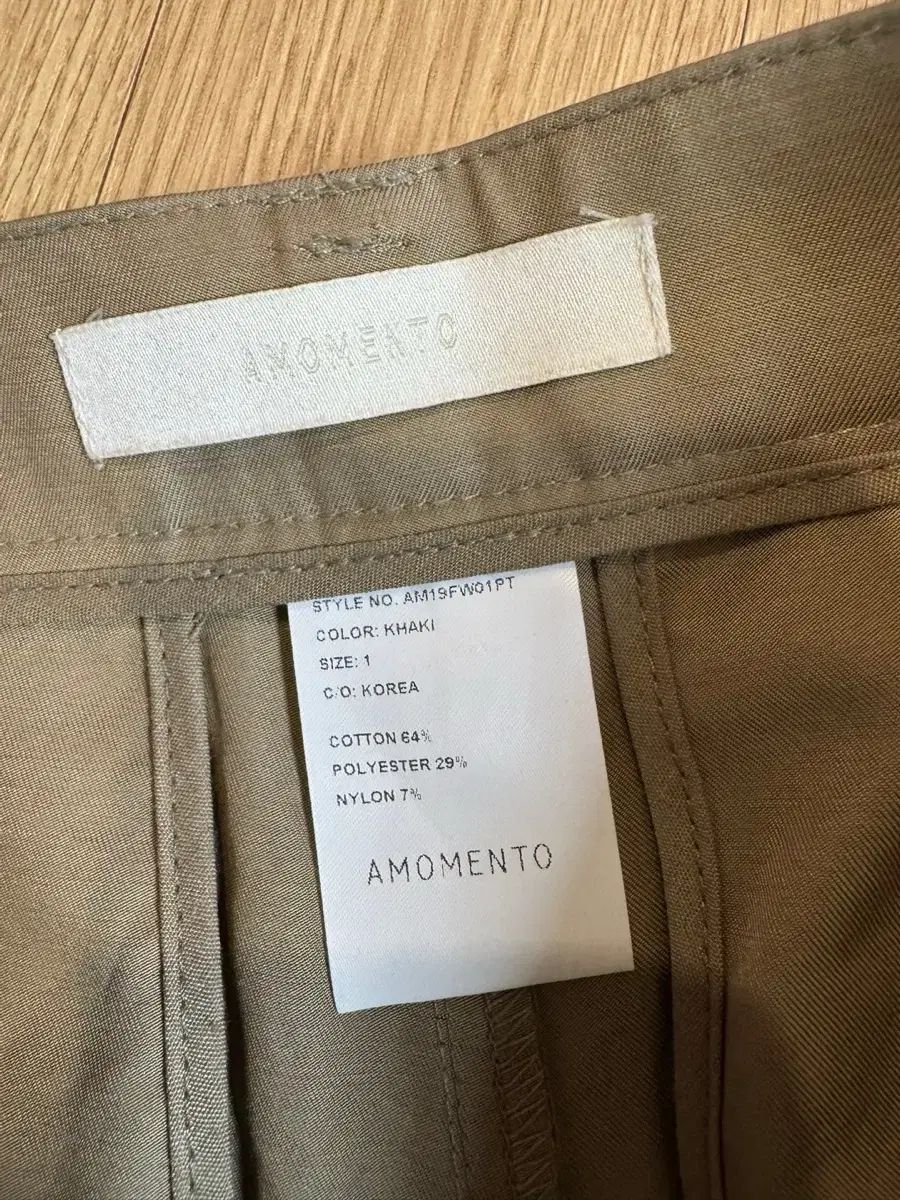 AMOMENTO
STYLE NO. AM19FW01PT
COLOR: KHAKI
SIZE: 1
C/O: KOREA
COTTON 64%
POLYESTER 29%
NYLON 7%
AMOMENTO